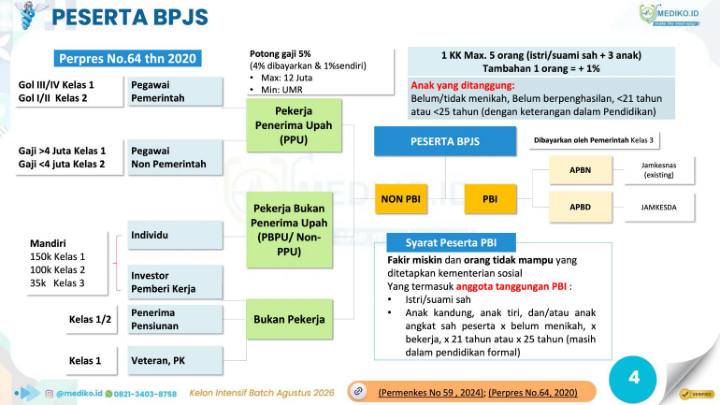 PESERTA BPJS
MEDIKO.ID
Perpres No.64 thn 2020
Potong gaji 5%
(4% dibayarkan & 1%sendiri)
• Max: 12 Juta
• Min: UMR
Gol III/IV Kelas 1
Gol I/II Kelas 2
Pegawai
Pemerintah
Pekerja
Penerima Upah
(PPU)
Gaji >4 Juta Kelas 1
Gaji <4 juta Kelas 2
Pegawai
Non Pemerintah
Pekerja Bukan
Penerima Upah
(PBPU/ Non-
PPU)
Individu
Mandiri
150k Kelas 1
100k Kelas 2
35k Kelas 3
Investor
Pemberi Kerja
Bukan Pekerja
Kelas 1/2
Penerima
Pensiunan
Kelas 1
Veteran, PK
1 KK Max. 5 orang (istri/suami sah + 3 anak)
Tambahan 1 orang = + 1%
Anak yang ditanggung:
Belum/tidak menikah, Belum berpenghasilan, <21 tahun
atau <25 tahun (dengan keterangan dalam Pendidikan)
PESERTA BPJS
Dibayarkan oleh Pemerintah Kelas 3
NON PBI
PBI
APBN
Jamkesnas
(existing)
APBD
JAMKESDA
MEDIKO.ID
Syarat Peserta PBI
Fakir miskin dan orang tidak mampu yang
ditetapkan kementerian sosial
Yang termasuk anggota tanggungan PBI :
• Istri/suami sah
• Anak kandung, anak tiri, dan/atau anak
angkat sah peserta x belum menikah, x
bekerja, x 21 tahun atau x 25 tahun (masih
dalam pendidikan formal)
4
@mediko.id
0821-3403-8758
Kelon Intensif Batch Agustus 2026
(Permenkes No 59 , 2024); (Perpres No.64, 2020)